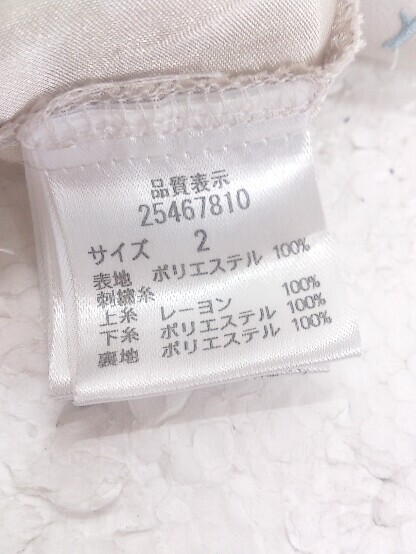 品質表示
25467810
サイズ 2
表地 ポリエステル 100%
刺繍糸
上糸 レーヨン 100%
下糸 ポリエステル 100%
裏地 ポリエステル 100%